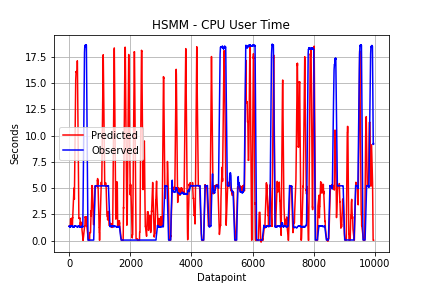 HSMM - CPU User Time
17.5
15.0
12.5
10.0
7.5
5.0
2.5
0.0
Seconds
Predicted
Observed
0 2000 4000 6000 8000 10000
Datapoint